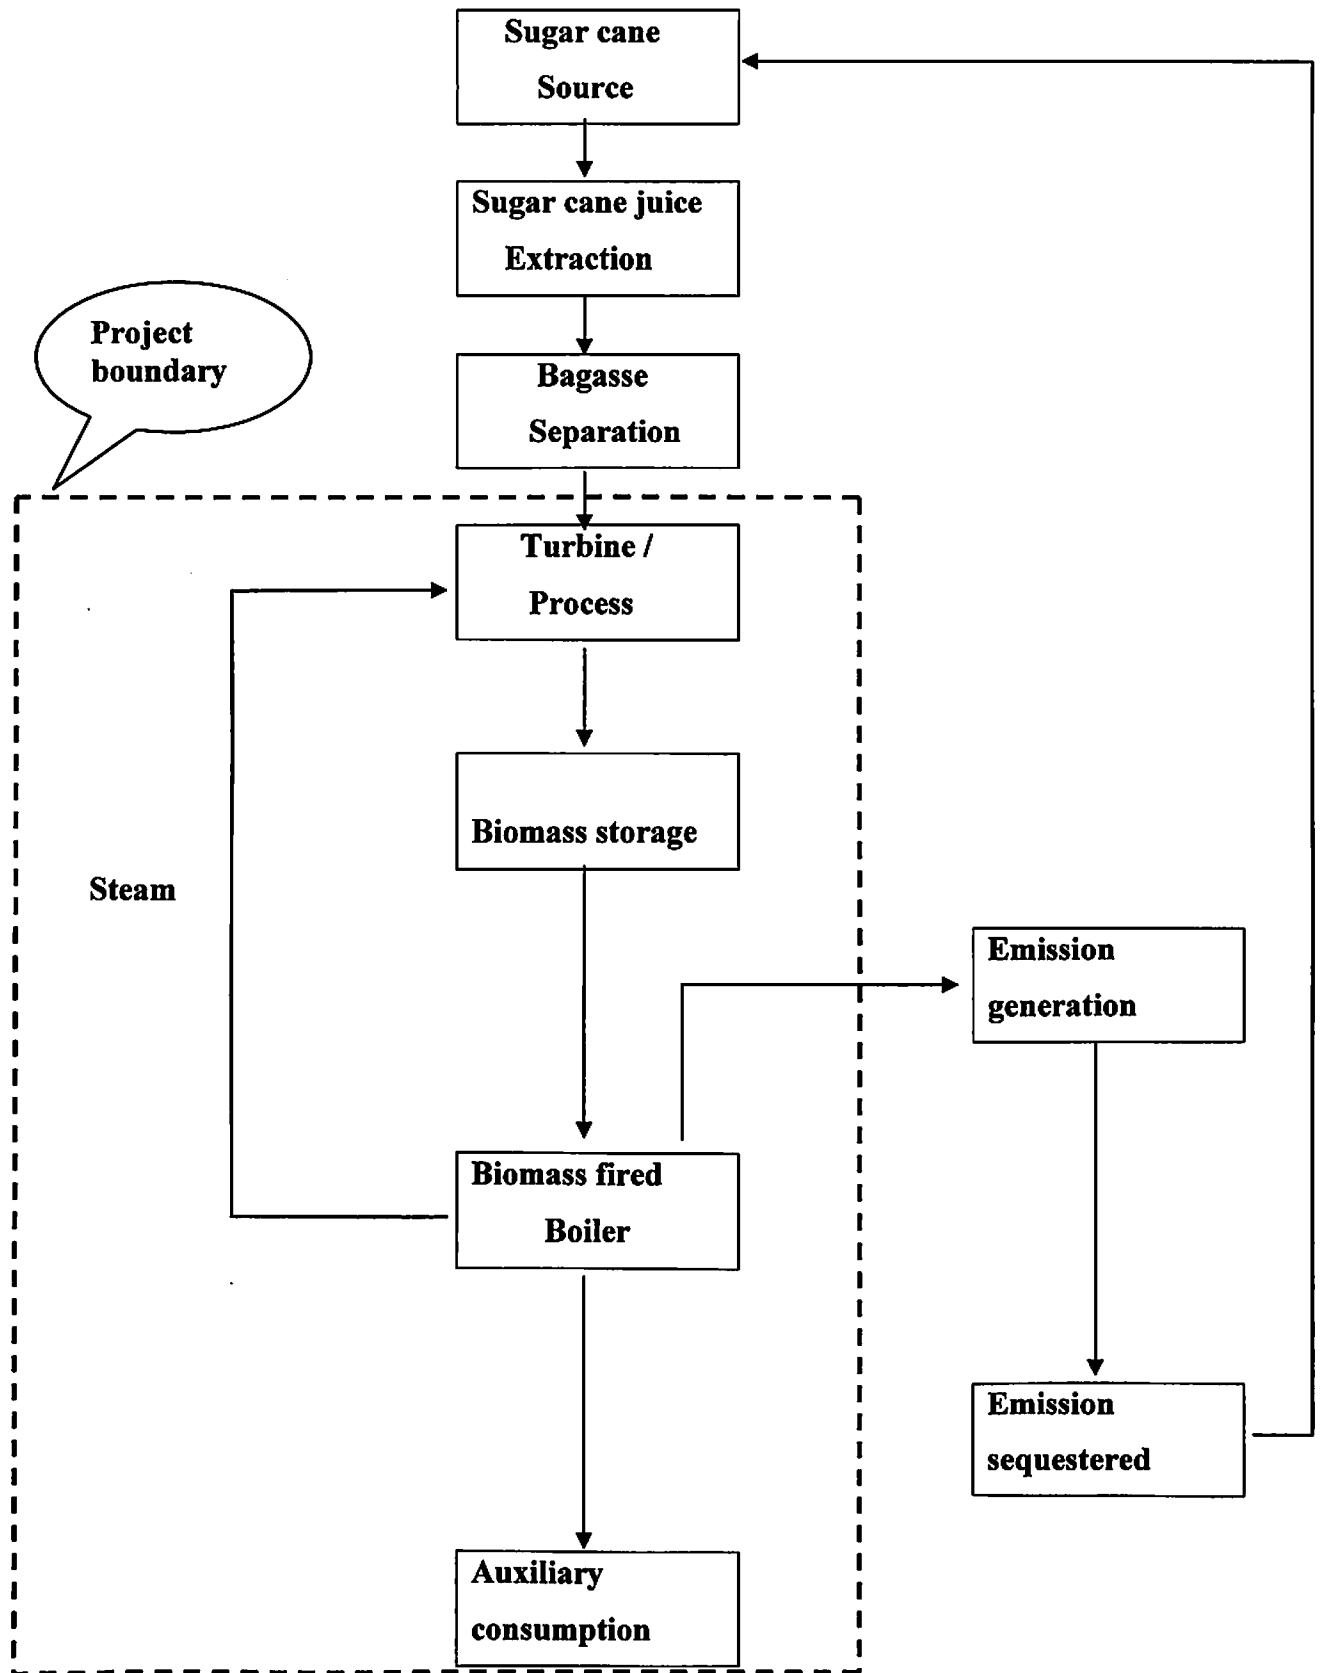 Sugar cane
Source
Sugar cane juice
Extraction
Project
boundary
Bagasse
Separation
Turbine /
Process
Biomass storage
Steam
Emission
generation
Biomass fired
Boiler
Emission
sequestered
Auxiliary
consumption